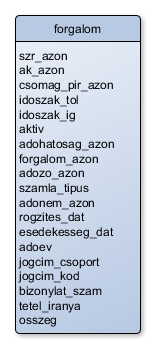 forgalom
szr_azon
ak_azon
csomag_pir_azon
idoszak_tol
idoszak_ig
aktiv
adohatosag_azon
forgalom_azon
adozo_azon
szamla_tipus
adonem_azon
rogzites_dat
esedekesseg_dat
adoev
jogcim_csoport
jogcim_kod
bizonylat_szam
tetel_iranya
osszeg